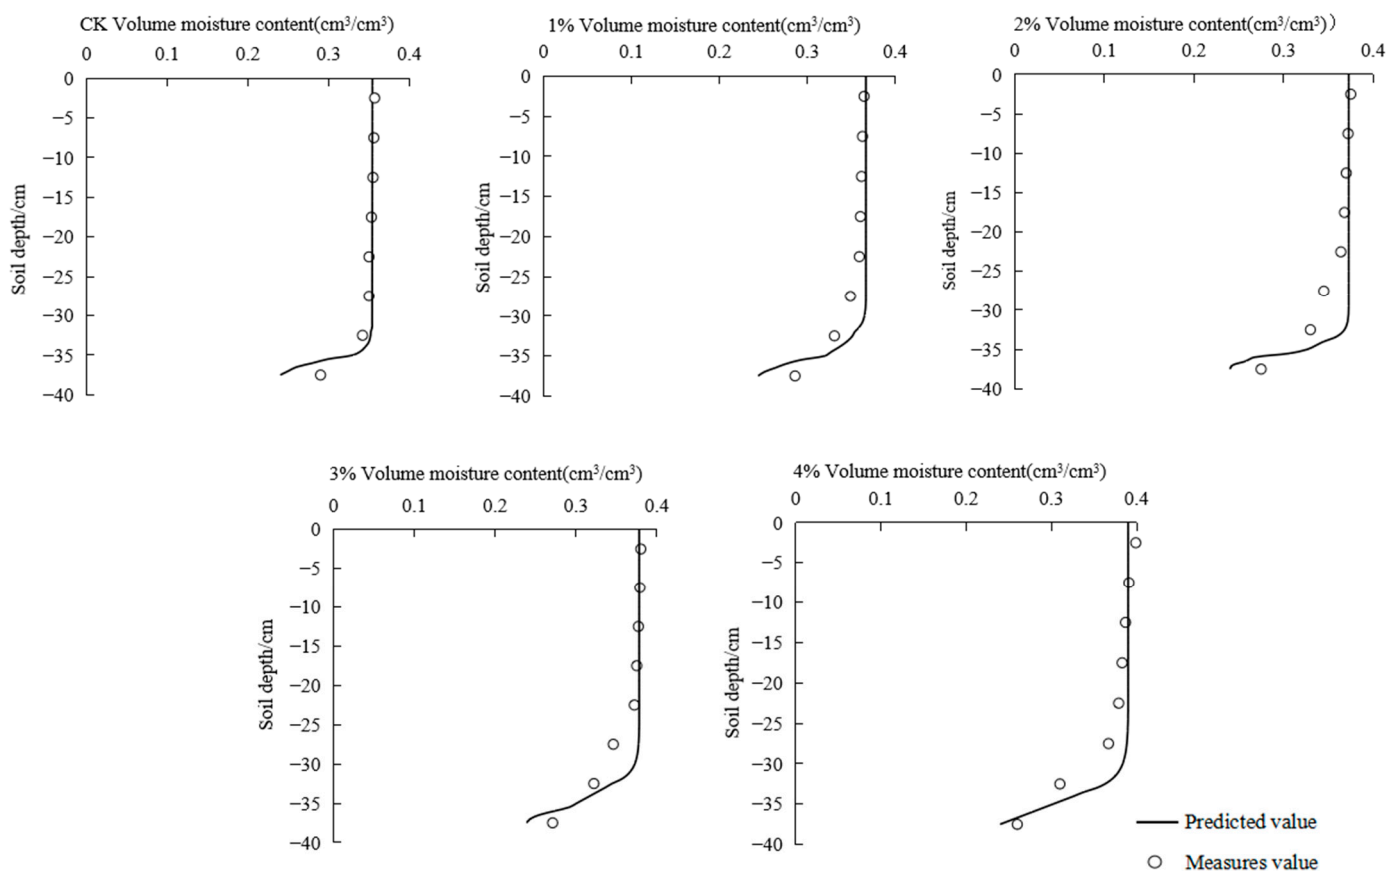 CK Volume moisture content(cm³/cm³)
0 0.1 0.2 0.3 0.4
0
−5
−10
−15
−20
−25
−30
−35
−40
Soil depth/cm
1% Volume moisture content(cm³/cm³)
0 0.1 0.2 0.3 0.4
0
−5
−10
−15
−20
−25
−30
−35
−40
Soil depth/cm
2% Volume moisture content(cm³/cm³))
0 0.1 0.2 0.3 0.4
0
−5
−10
−15
−20
−25
−30
−35
−40
Soil depth/cm
3% Volume moisture content(cm³/cm³)
0 0.1 0.2 0.3 0.4
0
−5
−10
−15
−20
−25
−30
−35
−40
Soil depth/cm
4% Volume moisture content(cm³/cm³)
0 0.1 0.2 0.3 0.4
0
−5
−10
−15
−20
−25
−30
−35
−40
Soil depth/cm
Predicted value
Measures value